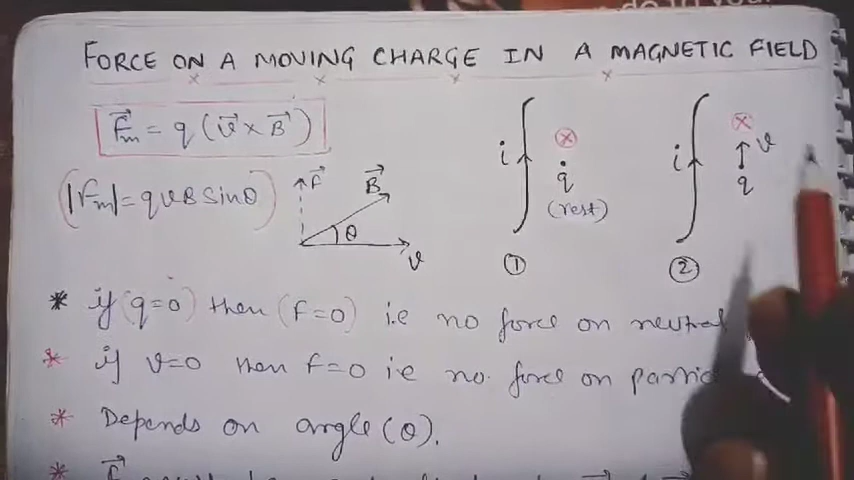 FORCE ON A MOVING CHARGE IN A MAGNETIC FIELD
F⃗m = q (v⃗ × B⃗)
|Fm| = qvB Sinθ
F⃗
B⃗
θ
v
i
q
(rest)
①
i
v
q
②
* if (q=0) then (F=0) i.e no force on neutral
* if v=0 then f=0 i.e no force on
* Depends on angle (θ).
*